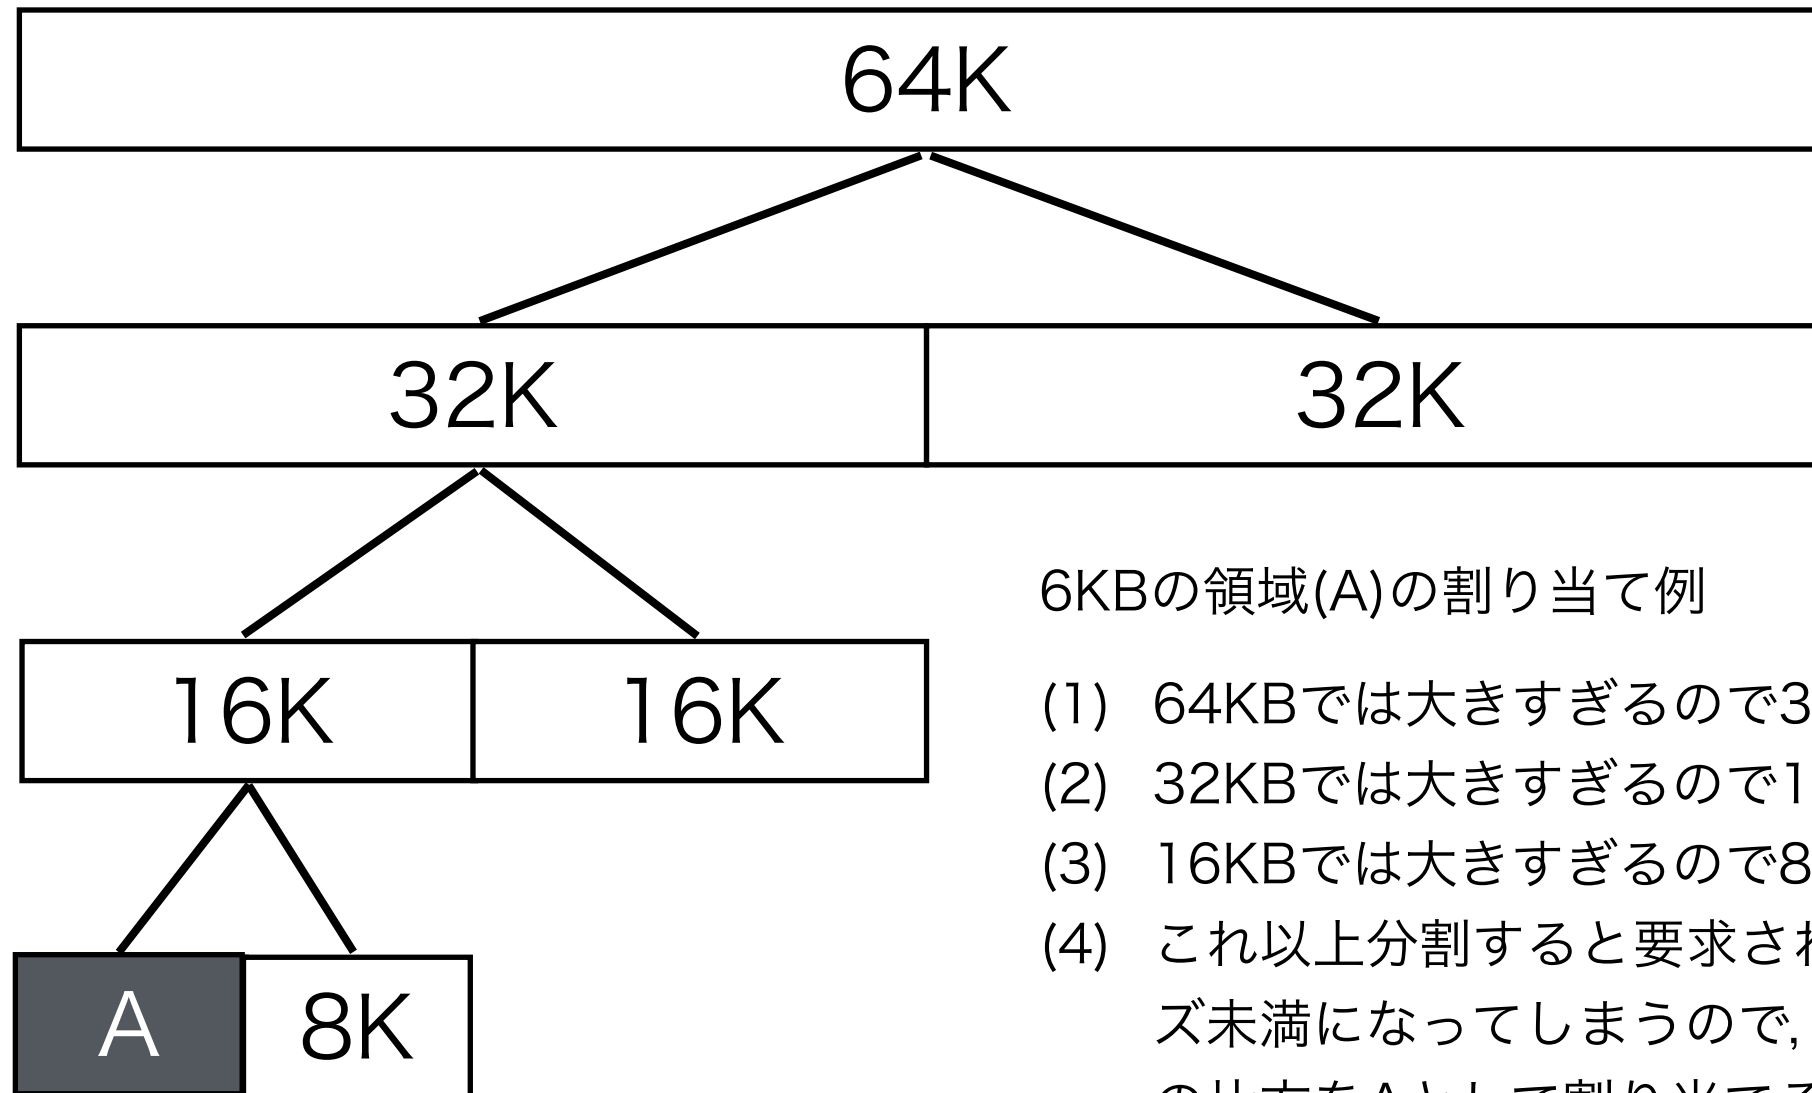 64K
32K
32K
16K
16K
6KBの領域(A)の割り当て例
(1) 64KBでは大きすぎるので3
(2) 32KBでは大きすぎるので1
(3) 16KBでは大きすぎるので8
(4) これ以上分割すると要求され
ズ未満になってしまうので,
A
8K